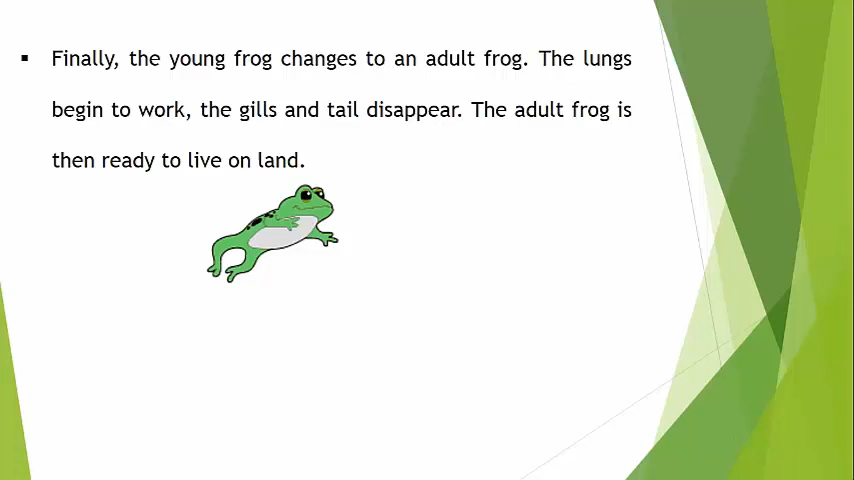 ▪ Finally, the young frog changes to an adult frog. The lungs
begin to work, the gills and tail disappear. The adult frog is
then ready to live on land.